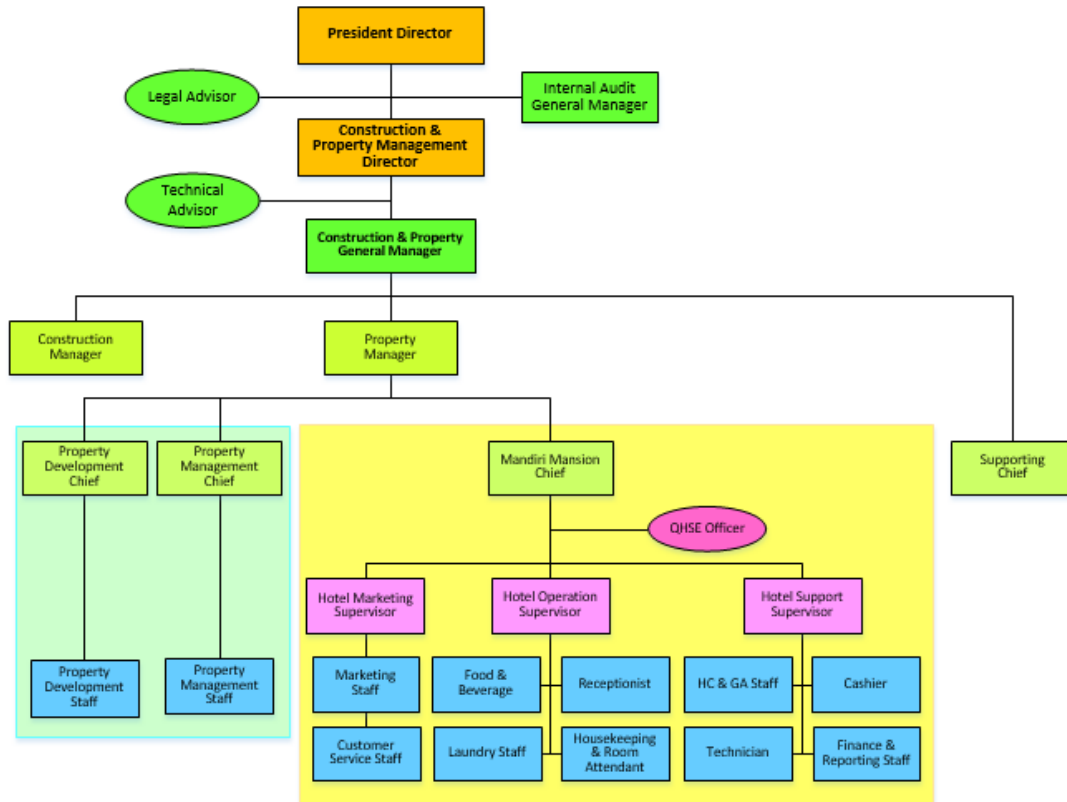 President Director
Legal Advisor
Internal Audit
General Manager
Construction &
Property Management
Director
Technical
Advisor
Construction & Property
General Manager
Construction
Manager
Property
Manager
Property
Development
Chief
Property
Management
Chief
Mandiri Mansion
Chief
Supporting
Chief
QHSE Officer
Hotel Marketing
Supervisor
Hotel Operation
Supervisor
Hotel Support
Supervisor
Property
Development
Staff
Property
Management
Staff
Marketing
Staff
Food &
Beverage
Receptionist
HC & GA Staff
Cashier
Customer
Service Staff
Laundry Staff
Housekeeping
& Room
Attendant
Technician
Finance &
Reporting Staff